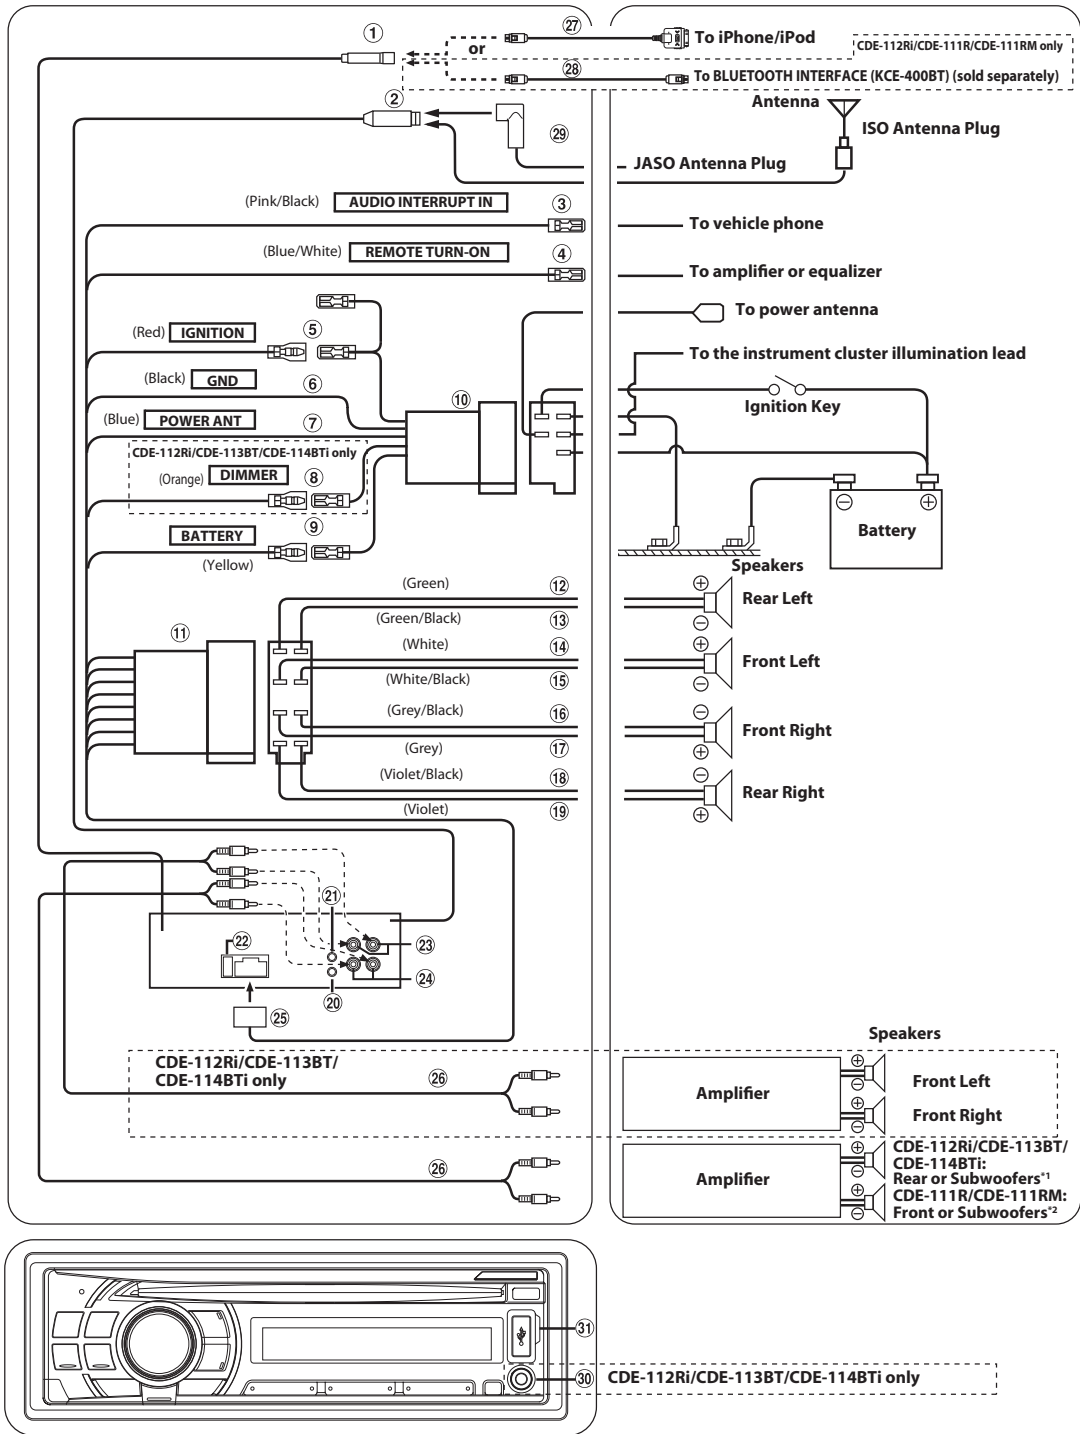 ①
②
or
㉗
To iPhone/iPod
CDE-112Ri/CDE-111R/CDE-111RM only
㉘
To BLUETOOTH INTERFACE (KCE-400BT) (sold separately)
Antenna
ISO Antenna Plug
㉙
JASO Antenna Plug
(Pink/Black) AUDIO INTERRUPT IN ③
To vehicle phone
(Blue/White) REMOTE TURN-ON ④
To amplifier or equalizer
To power antenna
(Red) IGNITION ⑤
To the instrument cluster illumination lead
(Black) GND ⑥
⑩
Ignition Key
(Blue) POWER ANT ⑦
CDE-112Ri/CDE-113BT/CDE-114BTi only
(Orange) DIMMER ⑧
BATTERY ⑨
(Yellow)
⊖ ⊕
Battery
Speakers
⑪
(Green) ⑫ ⊕
Rear Left
(Green/Black) ⑬ ⊖
(White) ⑭ ⊕
Front Left
(White/Black) ⑮ ⊖
(Grey/Black) ⑯ ⊖
Front Right
(Grey) ⑰ ⊕
(Violet/Black) ⑱ ⊖
Rear Right
(Violet) ⑲ ⊕
㉑
㉒
㉓
㉔
⑳
㉕
Speakers
CDE-112Ri/CDE-113BT/
CDE-114BTi only
㉖
Amplifier
⊕
⊖
Front Left
⊕
⊖
Front Right
㉖
Amplifier
⊕
⊖
⊕
⊖
CDE-112Ri/CDE-113BT/
CDE-114BTi:
Rear or Subwoofers*1
CDE-111R/CDE-111RM:
Front or Subwoofers*2
㉛
㉚
CDE-112Ri/CDE-113BT/CDE-114BTi only